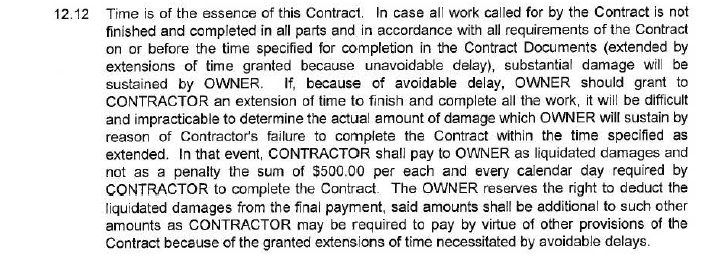 12.12 Time is of the essence of this Contract. In case all work called for by the Contract is not
finished and completed in all parts and in accordance with all requirements of the Contract
on or before the time specified for completion in the Contract Documents (extended by
extensions of time granted because unavoidable delay), substantial damage will be
sustained by OWNER. If, because of avoidable delay, OWNER should grant to
CONTRACTOR an extension of time to finish and complete all the work, it will be difficult
and impracticable to determine the actual amount of damage which OWNER will sustain by
reason of Contractor's failure to complete the Contract within the time specified as
extended. In that event, CONTRACTOR shall pay to OWNER as liquidated damages and
not as a penalty the sum of $500.00 per each and every calendar day required by
CONTRACTOR to complete the Contract. The OWNER reserves the right to deduct the
liquidated damages from the final payment, said amounts shall be additional to such other
amounts as CONTRACTOR may be required to pay by virtue of other provisions of the
Contract because of the granted extensions of time necessitated by avoidable delays.